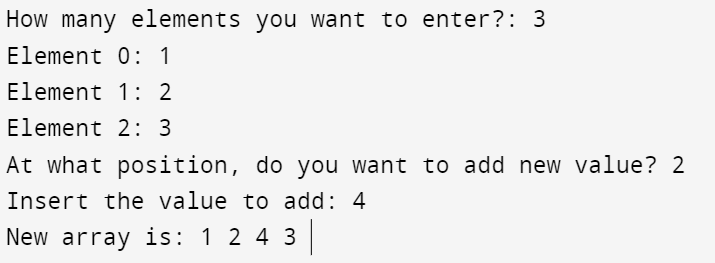 How many elements you want to enter?: 3
Element 0: 1
Element 1: 2
Element 2: 3
At what position, do you want to add new value? 2
Insert the value to add: 4
New array is: 1 2 4 3